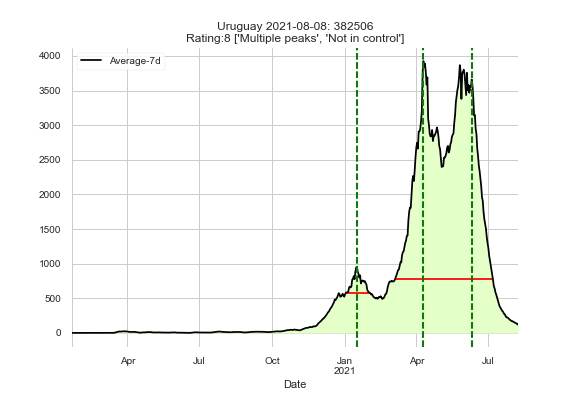 Uruguay 2021-08-08: 382506
Rating:8 ['Multiple peaks', 'Not in control']
Average-7d
4000
3500
3000
2500
2000
1500
1000
500
0
Apr Jul Oct Jan Apr Jul
2021
Date